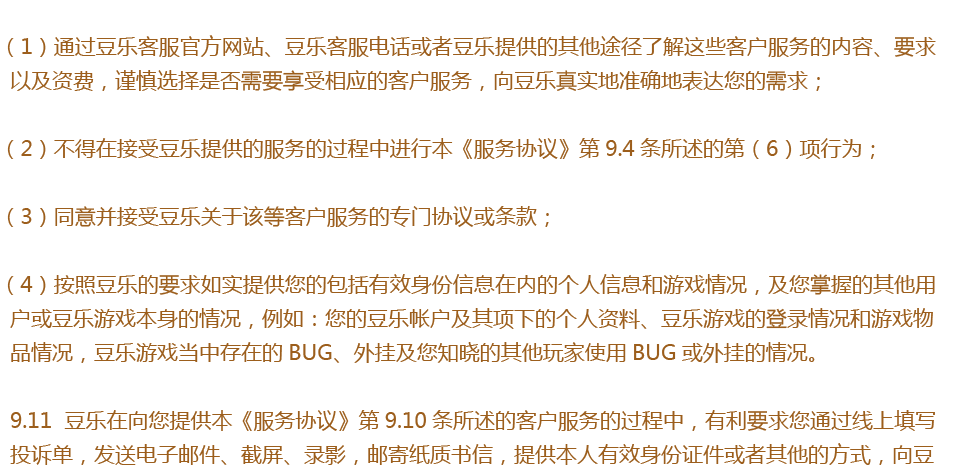 （1）通过豆乐客服官方网站、豆乐客服电话或者豆乐提供的其他途径了解这些客户服务的内容、要求
以及资费，谨慎选择是否需要享受相应的客户服务，向豆乐真实地准确地表达您的需求；
（2）不得在接受豆乐提供的服务的过程中进行本《服务协议》第 9.4 条所述的第（6）项行为；
（3）同意并接受豆乐关于该等客户服务的专门协议或条款；
（4）按照豆乐的要求如实提供您的包括有效身份信息在内的个人信息和游戏情况，及您掌握的其他用
户或豆乐游戏本身的情况，例如：您的豆乐帐户及其项下的个人资料、豆乐游戏的登录情况和游戏物
品情况，豆乐游戏当中存在的 BUG、外挂及您知晓的其他玩家使用 BUG 或外挂的情况。
9.11 豆乐在向您提供本《服务协议》第 9.10 条所述的客户服务的过程中，有利要求您通过线上填写
投诉单，发送电子邮件、截屏、录影，邮寄纸质书信，提供本人有效身份证件或者其他的方式，向豆